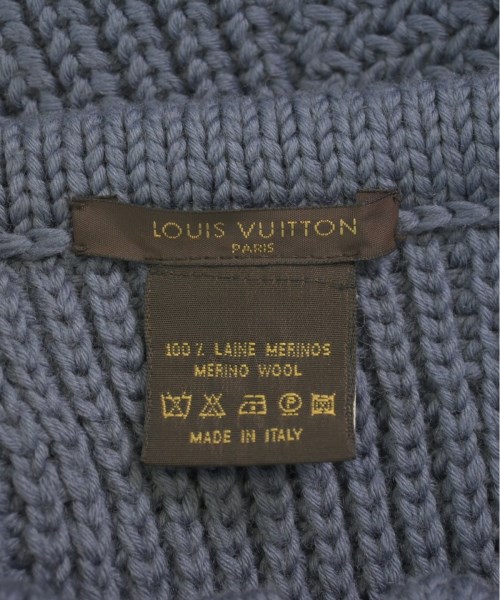 LOUIS VUITTON
PARIS
100 % LAINE MERINOS
MERINO WOOL
MADE IN ITALY